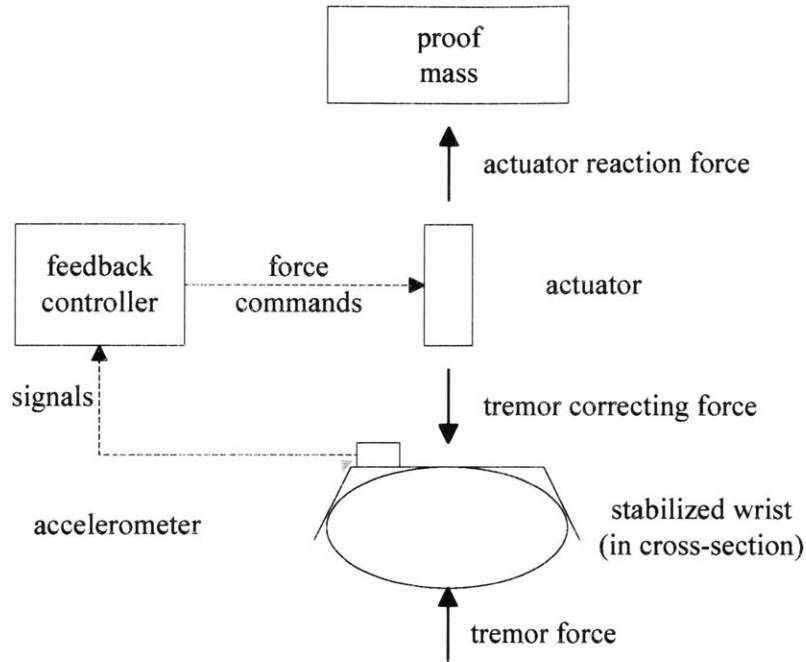 proof
mass
actuator reaction force
feedback
controller
force
commands
actuator
signals
tremor correcting force
accelerometer
stabilized wrist
(in cross-section)
tremor force